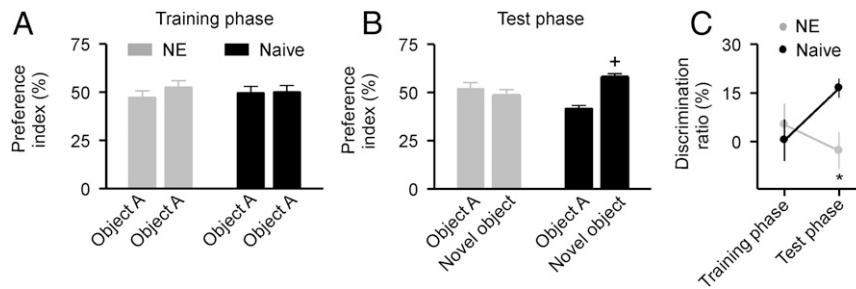 A
Training phase
NE
Naive
Preference
index (%)
75
50
25
0
Object A
Object A
Object A
Object A
B
Test phase
Preference
index (%)
75
50
25
0
+
Object A
Novel object
Object A
Novel object
C
NE
Naive
Discrimination
ratio (%)
30
15
0
*
Training phase
Test phase